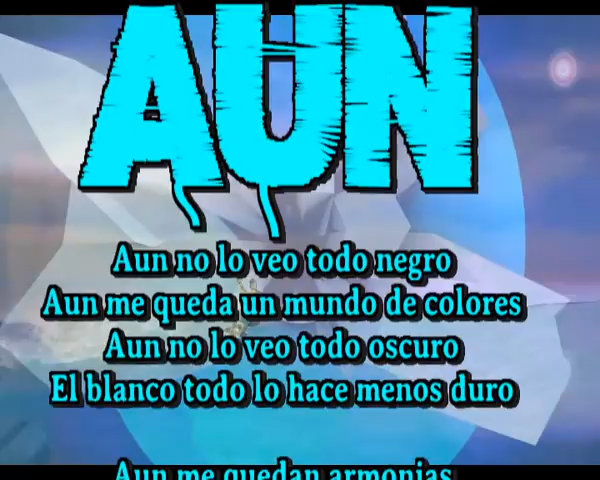 AUN
Aun no lo veo todo negro
Aun me queda un mundo de colores
Aun no lo veo todo oscuro
El blanco todo lo hace menos duro
Aun me quedan armonias